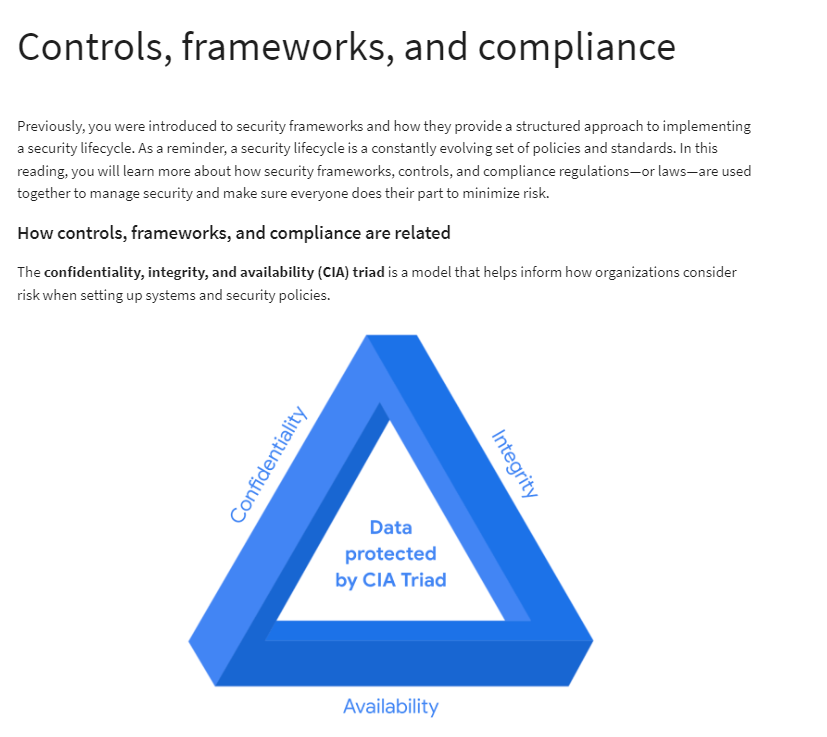 Controls, frameworks, and compliance
Previously, you were introduced to security frameworks and how they provide a structured approach to implementing
a security lifecycle. As a reminder, a security lifecycle is a constantly evolving set of policies and standards. In this
reading, you will learn more about how security frameworks, controls, and compliance regulations—or laws—are used
together to manage security and make sure everyone does their part to minimize risk.
How controls, frameworks, and compliance are related
The confidentiality, integrity, and availability (CIA) triad is a model that helps inform how organizations consider
risk when setting up systems and security policies.
Confidentiality
Integrity
Data
protected
by CIA Triad
Availability